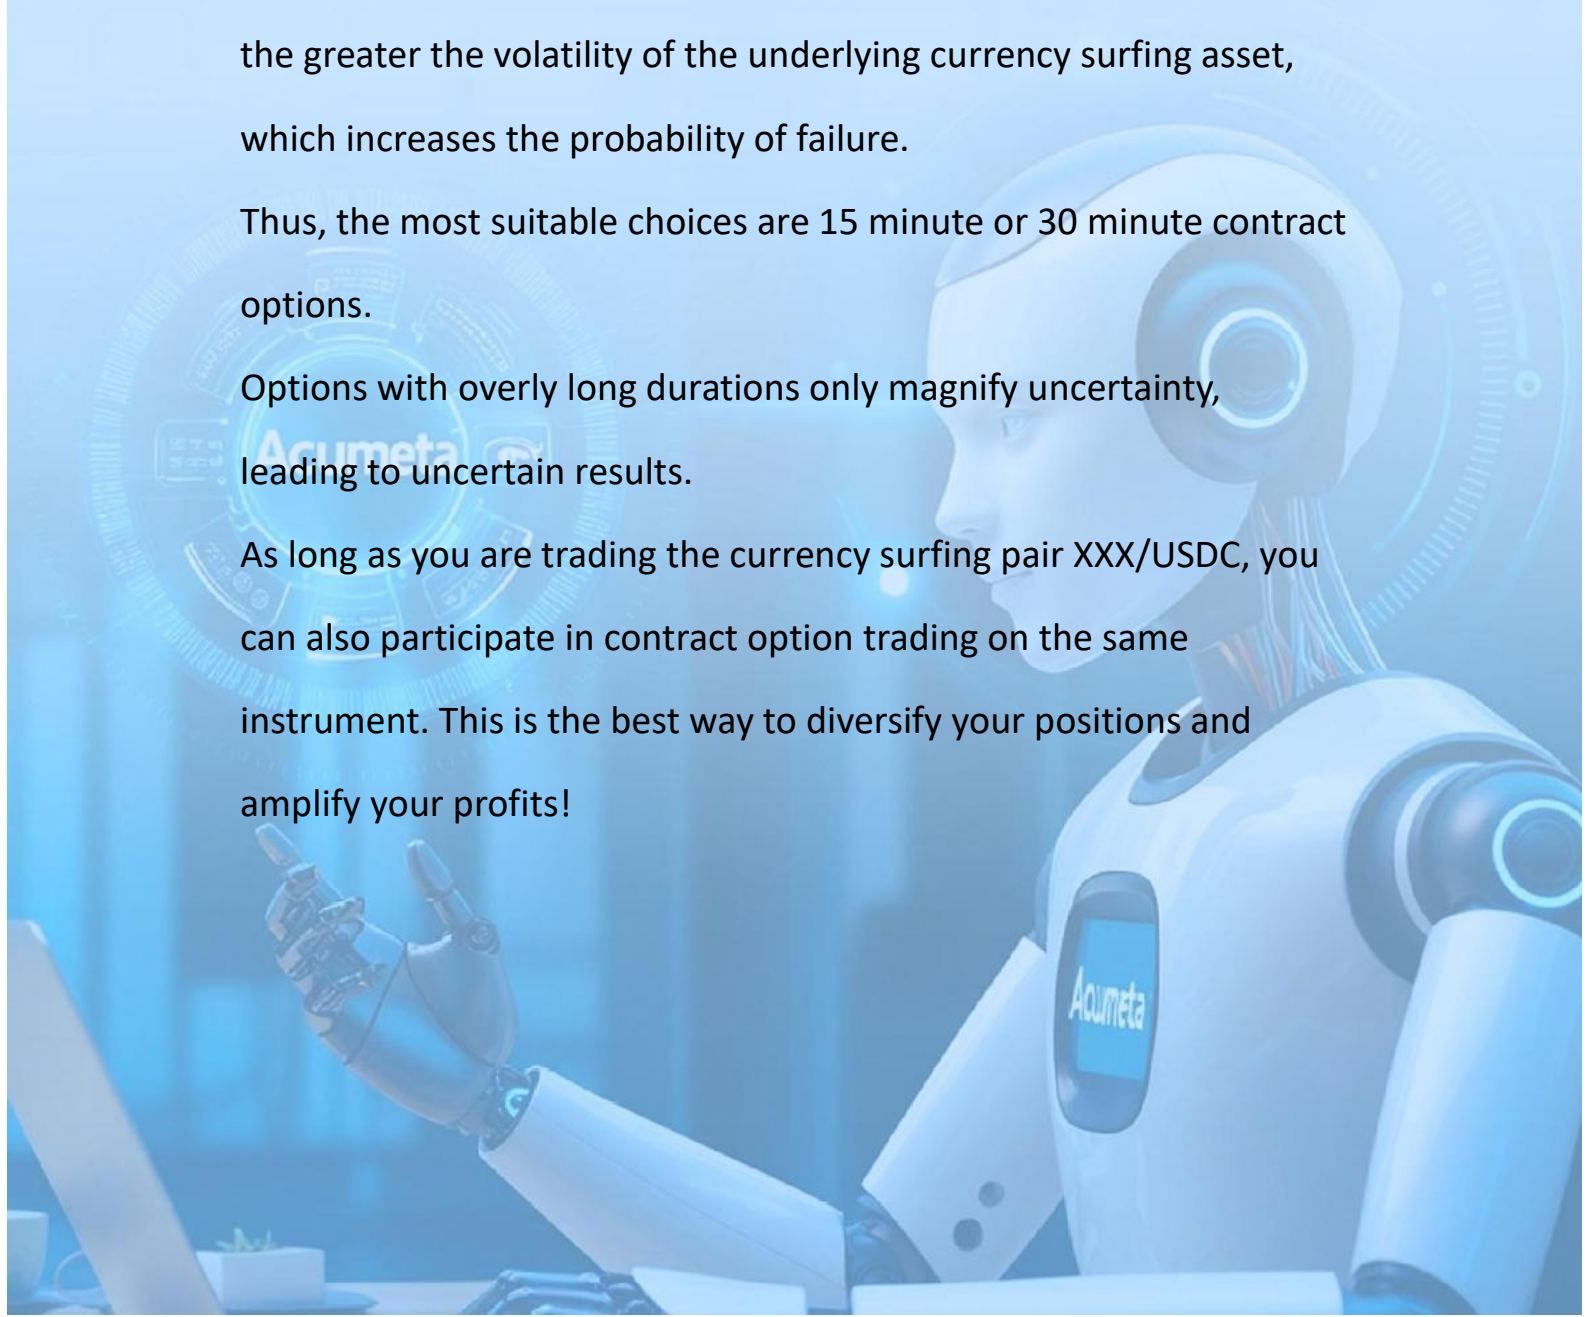 the greater the volatility of the underlying currency surfing asset,
which increases the probability of failure.
Thus, the most suitable choices are 15 minute or 30 minute contract
options.
Options with overly long durations only magnify uncertainty,
Acumeta
leading to uncertain results.
As long as you are trading the currency surfing pair XXX/USDC, you
can also participate in contract option trading on the same
instrument. This is the best way to diversify your positions and
amplify your profits!
Acumeta